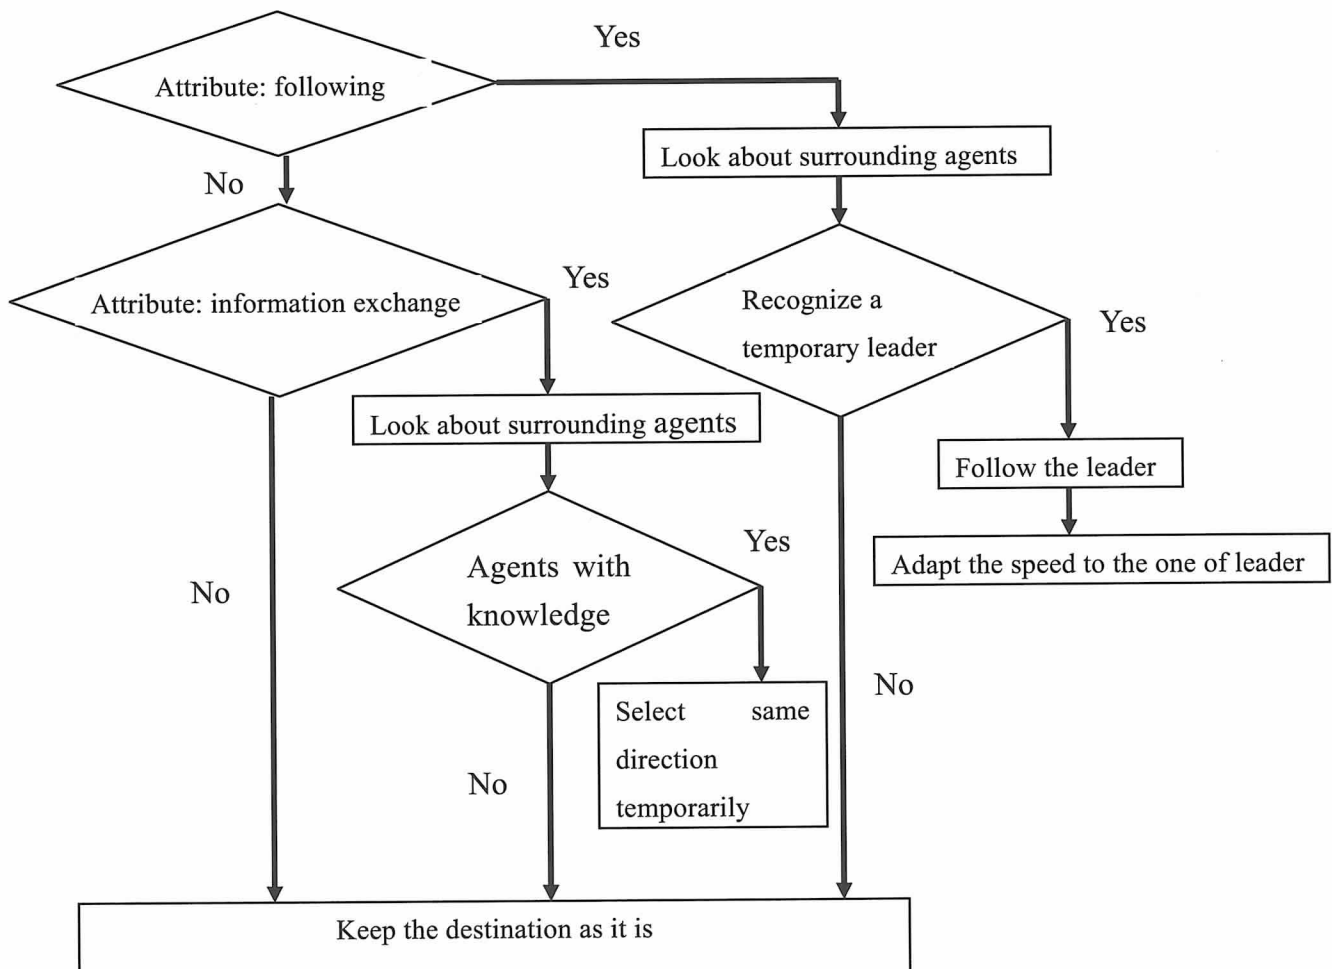 Yes
Attribute: following
Look about surrounding agents
No
Yes
Attribute: information exchange
Recognize a
temporary leader
Yes
Look about surrounding agents
Follow the leader
Yes
Agents with
knowledge
Adapt the speed to the one of leader
No
No
Select same
direction
temporarily
No
Keep the destination as it is